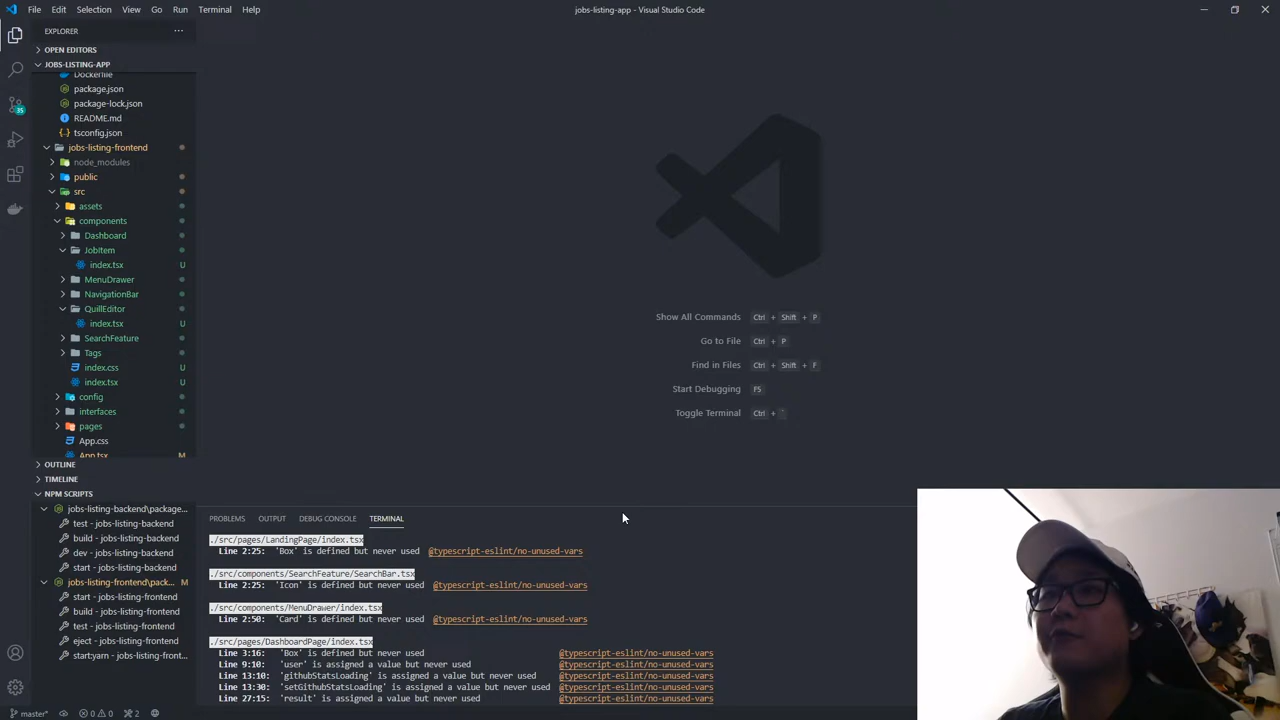 File Edit Selection View Go Run Terminal Help
jobs-listing-app - Visual Studio Code
EXPLORER
OPEN EDITORS
JOBS-LISTING-APP
Dockerfile
package.json
package-lock.json
README.md
tsconfig.json
jobs-listing-frontend
node_modules
public
src
assets
components
Dashboard
JobItem
index.tsx U
MenuDrawer
NavigationBar
QuillEditor
index.tsx U
SearchFeature
Tags
index.css U
index.tsx U
config
interfaces
pages
App.css
App.tsx M
OUTLINE
TIMELINE
NPM SCRIPTS
jobs-listing-backend\package...
test - jobs-listing-backend
build - jobs-listing-backend
dev - jobs-listing-backend
start - jobs-listing-backend
jobs-listing-frontend\pack... M
start - jobs-listing-frontend
build - jobs-listing-frontend
test - jobs-listing-frontend
eject - jobs-listing-frontend
start:yarn - jobs-listing-front...
35
master*
0 0 2
Show All Commands Ctrl + Shift + P
Go to File Ctrl + P
Find in Files Ctrl + Shift + F
Start Debugging F5
Toggle Terminal Ctrl + `
PROBLEMS OUTPUT DEBUG CONSOLE TERMINAL
./src/pages/LandingPage/index.tsx
Line 2:25: 'Box' is defined but never used @typescript-eslint/no-unused-vars
./src/components/SearchFeature/SearchBar.tsx
Line 2:25: 'Icon' is defined but never used @typescript-eslint/no-unused-vars
./src/components/MenuDrawer/index.tsx
Line 2:50: 'Card' is defined but never used @typescript-eslint/no-unused-vars
./src/pages/DashboardPage/index.tsx
Line 3:16: 'Box' is defined but never used @typescript-eslint/no-unused-vars
Line 9:10: 'user' is assigned a value but never used @typescript-eslint/no-unused-vars
Line 13:10: 'githubStatsLoading' is assigned a value but never used @typescript-eslint/no-unused-vars
Line 13:30: 'setGithubStatsLoading' is assigned a value but never used @typescript-eslint/no-unused-vars
Line 27:15: 'result' is assigned a value but never used @typescript-eslint/no-unused-vars